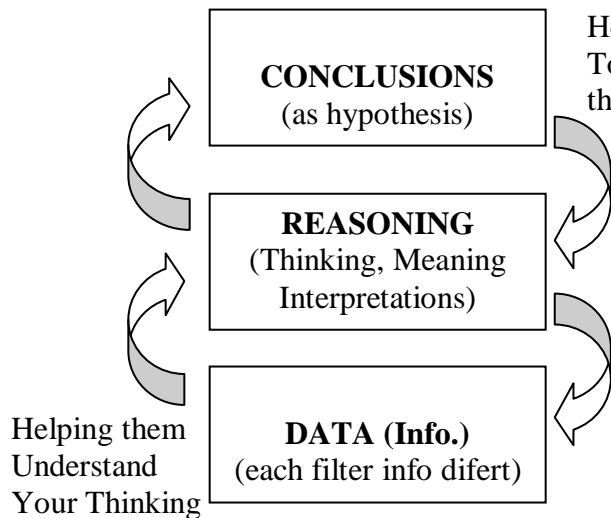 CONCLUSIONS
(as hypothesis)
REASONING
(Thinking, Meaning
Interpretations)
Helping them
Understand
Your Thinking
DATA (Info.)
(each filter info difert)